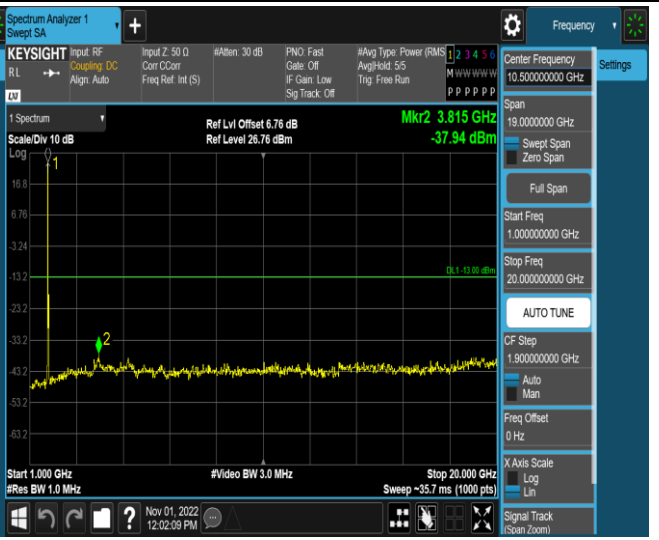 Spectrum Analyzer 1
Swept SA
Frequency
KEYSIGHT
RL
LXI
Input: RF
Coupling: DC
Align: Auto
Input Z: 50 Ω
Corr CCorr
Freq Ref: Int (S)
#Atten: 30 dB
PNO: Fast
Gate: Off
IF Gain: Low
Sig Track: Off
#Avg Type: Power (RMS
Avg|Hold: 5/5
Trig: Free Run
1 2 3 4 5 6
M W W W W W
P P P P P P
1 Spectrum
Scale/Div 10 dB
Log
Ref Lvl Offset 6.76 dB
Ref Level 26.76 dBm
Mkr2 3.815 GHz
-37.94 dBm
1
16.8
6.76
-3.24
-13.2
DL1 -13.00 dBm
-23.2
-33.2
2
-43.2
-53.2
-63.2
Start 1.000 GHz
#Res BW 1.0 MHz
#Video BW 3.0 MHz
Stop 20.000 GHz
Sweep ~35.7 ms (1000 pts)
?
Nov 01, 2022
12:02:09 PM
Center Frequency
10.500000000 GHz
Settings
Span
19.0000000 GHz
Swept Span
Zero Span
Full Span
Start Freq
1.000000000 GHz
Stop Freq
20.000000000 GHz
AUTO TUNE
CF Step
1.900000000 GHz
Auto
Man
Freq Offset
0 Hz
X Axis Scale
Log
Lin
Signal Track
(Span Zoom)